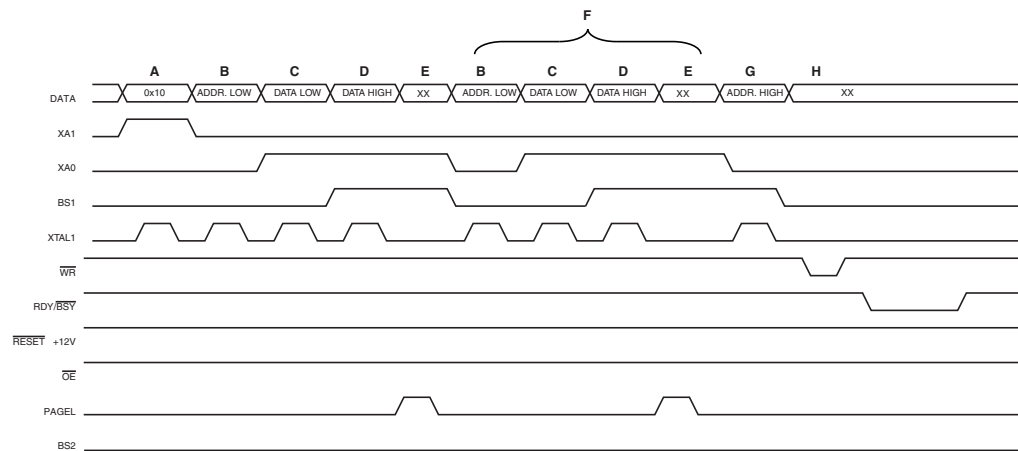 F
A B C D E B C D E G H
DATA 0x10 ADDR. LOW DATA LOW DATA HIGH XX ADDR. LOW DATA LOW DATA HIGH XX ADDR. HIGH XX
XA1
XA0
BS1
XTAL1
WR
RDY/BSY
RESET +12V
OE
PAGEL
BS2